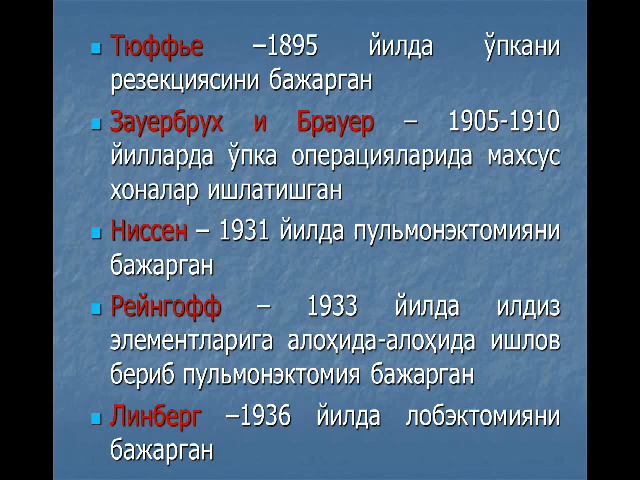 Тюффье –1895 йилда ўпкани
резекциясини бажарган
Зауербрух и Брауер – 1905-1910
йилларда ўпка операцияларида махсус
хоналар ишлатишган
Ниссен – 1931 йилда пульмонэктомияни
бажарган
Рейнгофф – 1933 йилда илдиз
элементларига алоҳида-алоҳида ишлов
бериб пульмонэктомия бажарган
Линберг –1936 йилда лобэктомияни
бажарган